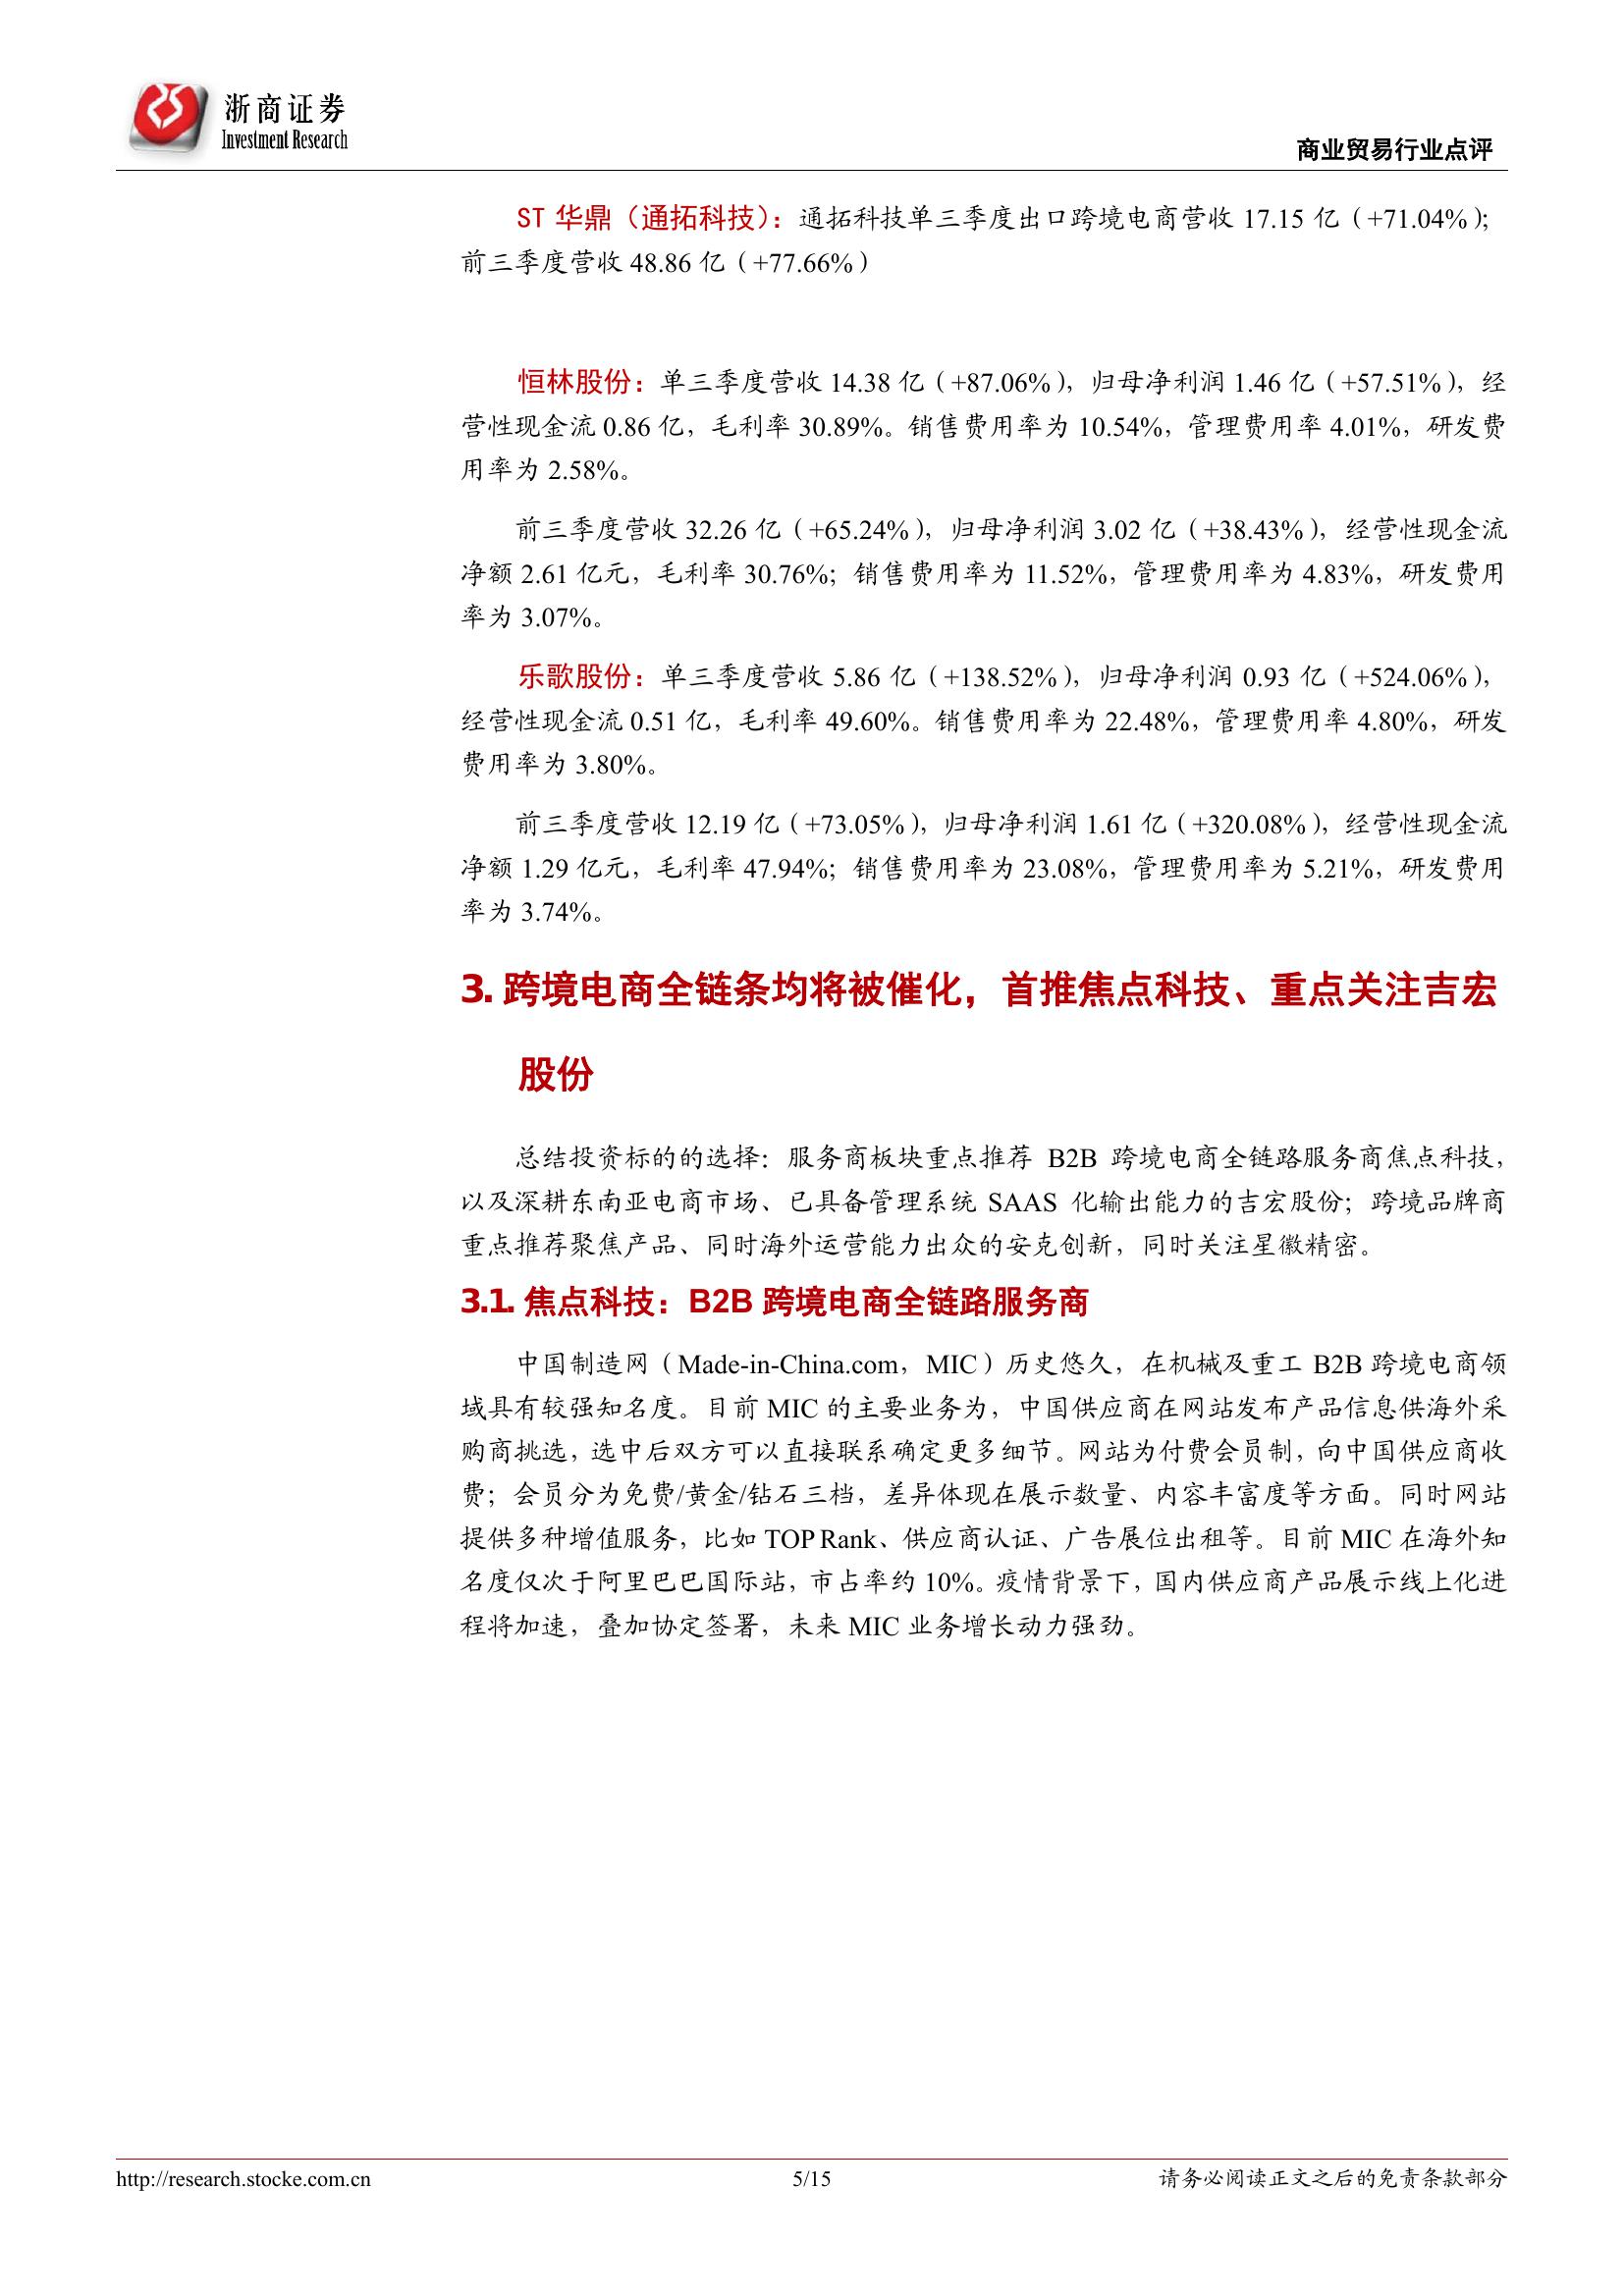 浙商证券
Investment Research
商业贸易行业点评
ST 华鼎（通拓科技）：通拓科技单三季度出口跨境电商营收 17.15 亿（+71.04%）；
前三季度营收 48.86 亿（+77.66%）
恒林股份：单三季度营收 14.38 亿（+87.06%），归母净利润 1.46 亿（+57.51%），经
营性现金流 0.86 亿，毛利率 30.89%。销售费用率为 10.54%，管理费用率 4.01%，研发费
用率为 2.58%。
前三季度营收 32.26 亿（+65.24%），归母净利润 3.02 亿（+38.43%），经营性现金流
净额 2.61 亿元，毛利率 30.76%；销售费用率为 11.52%，管理费用率为 4.83%，研发费用
率为 3.07%。
乐歌股份：单三季度营收 5.86 亿（+138.52%），归母净利润 0.93 亿（+524.06%），
经营性现金流 0.51 亿，毛利率 49.60%。销售费用率为 22.48%，管理费用率 4.80%，研发
费用率为 3.80%。
前三季度营收 12.19 亿（+73.05%），归母净利润 1.61 亿（+320.08%），经营性现金流
净额 1.29 亿元，毛利率 47.94%；销售费用率为 23.08%，管理费用率为 5.21%，研发费用
率为 3.74%。
3. 跨境电商全链条均将被催化，首推焦点科技、重点关注吉宏
股份
总结投资标的的选择：服务商板块重点推荐 B2B 跨境电商全链路服务商焦点科技，
以及深耕东南亚电商市场、已具备管理系统 SAAS 化输出能力的吉宏股份；跨境品牌商
重点推荐聚焦产品、同时海外运营能力出众的安克创新，同时关注星徽精密。
3.1. 焦点科技：B2B 跨境电商全链路服务商
中国制造网（Made-in-China.com，MIC）历史悠久，在机械及重工 B2B 跨境电商领
域具有较强知名度。目前 MIC 的主要业务为，中国供应商在网站发布产品信息供海外采
购商挑选，选中后双方可以直接联系确定更多细节。网站为付费会员制，向中国供应商收
费；会员分为免费/黄金/钻石三档，差异体现在展示数量、内容丰富度等方面。同时网站
提供多种增值服务，比如 TOP Rank、供应商认证、广告展位出租等。目前 MIC 在海外知
名度仅次于阿里巴巴国际站，市占率约 10%。疫情背景下，国内供应商产品展示线上化进
程将加速，叠加协定签署，未来 MIC 业务增长动力强劲。
http://research.stocke.com.cn
5/15
请务必阅读正文之后的免责条款部分